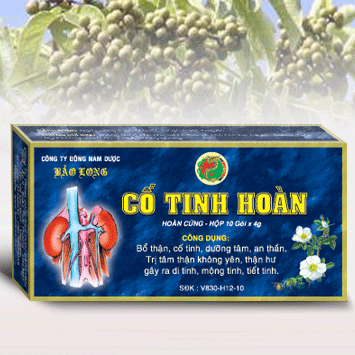 CÔNG TY ĐÔNG NAM DƯỢC
BẢO LONG
CỐ TINH HOÀN
HOÀN CỨNG - HỘP 10 GÓI x 4g
CÔNG DỤNG:
Bổ thận, cố tinh, dưỡng tâm, an thần.
Trị tâm thận không yên, thận hư
gây ra di tinh, mộng tinh, tiết tinh.
SĐK : V830-H12-10